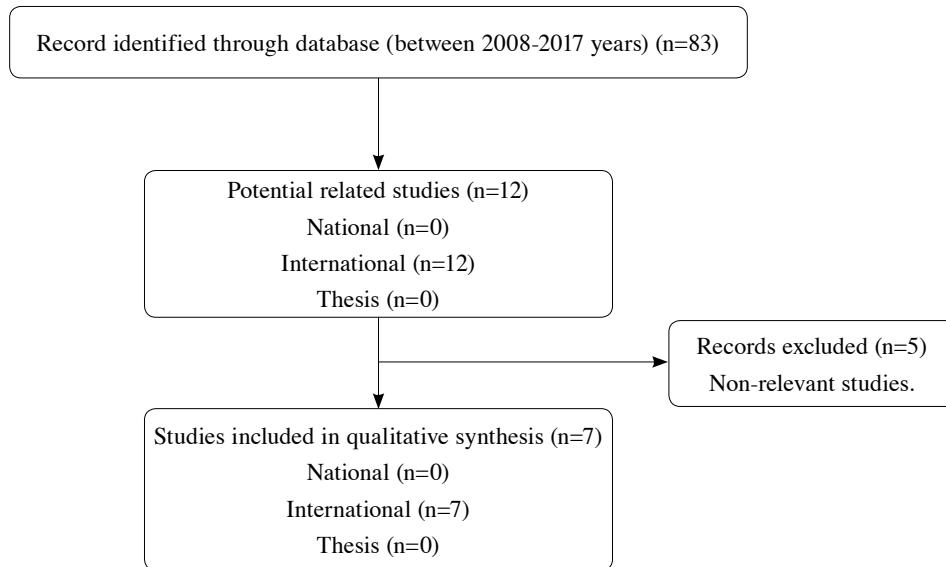 Record identified through database (between 2008-2017 years) (n=83)
Potential related studies (n=12)
National (n=0)
International (n=12)
Thesis (n=0)
Records excluded (n=5)
Non-relevant studies.
Studies included in qualitative synthesis (n=7)
National (n=0)
International (n=7)
Thesis (n=0)